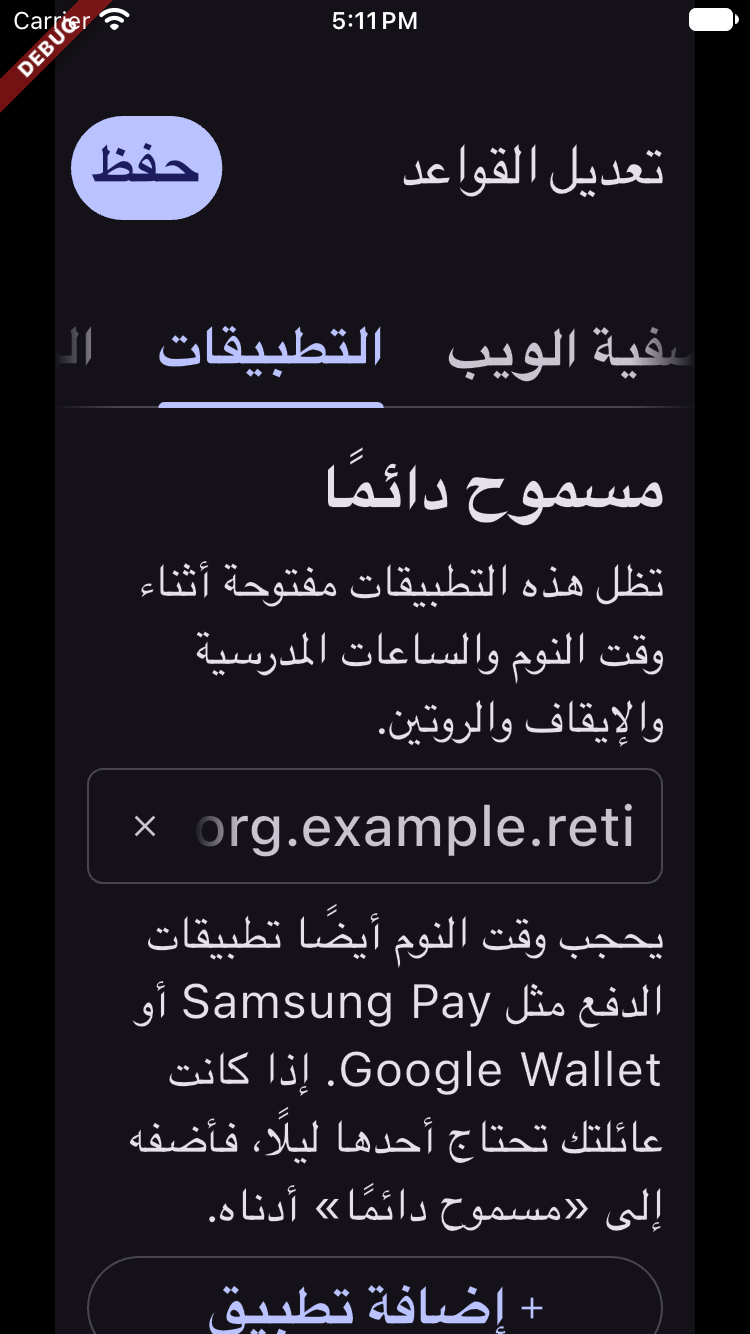 Carrier
5:11 PM
DEBUG
تعديل القواعد
حفظ
الويب
التطبيقات
مسموح دائمًا
تظل هذه التطبيقات مفتوحة أثناء
وقت النوم والساعات المدرسية
والإيقاف والروتين.
org.example.reti
×
يحجب وقت النوم أيضًا تطبيقات
الدفع مثل Samsung Pay أو
Google Wallet. إذا كانت
عائلتك تحتاج أحدها ليلًا، فأضفه
إلى «مسموح دائمًا» أدناه.
+ إضافة تطبيق